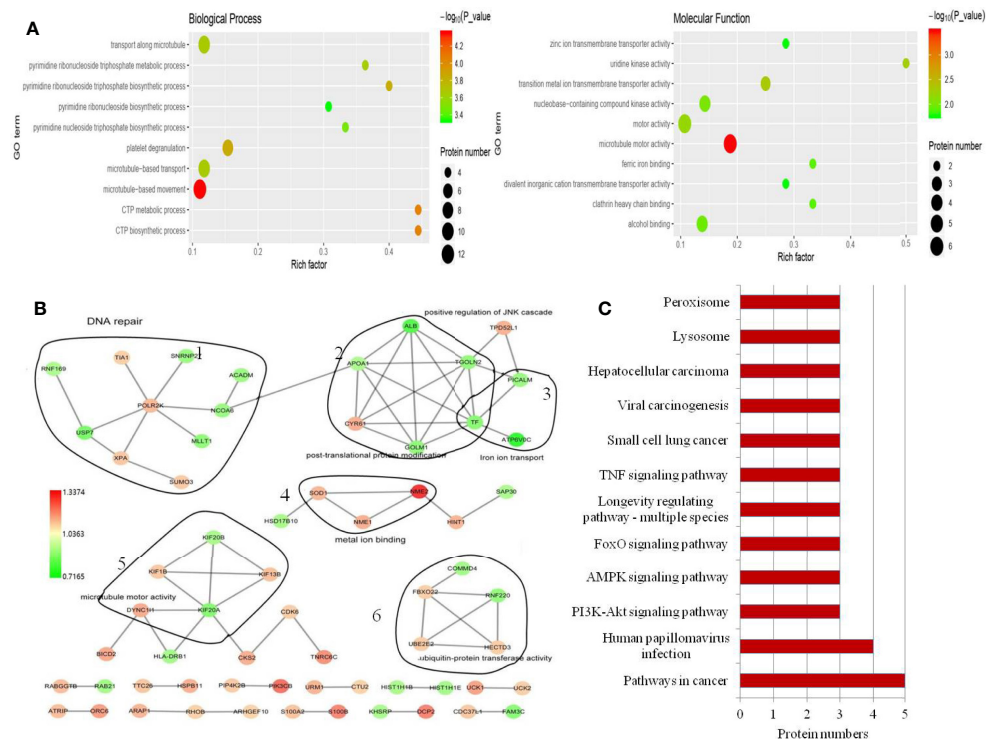 A
Biological Process
GO term
transport along microtubule
pyrimidine ribonucleoside triphosphate metabolic process
pyrimidine ribonucleoside triphosphate biosynthetic process
pyrimidine ribonucleoside biosynthetic process
pyrimidine nucleoside triphosphate biosynthetic process
platelet degranulation
microtubule-based transport
microtubule-based movement
CTP metabolic process
CTP biosynthetic process
0.1 0.2 0.3 0.4
Rich factor
-log10(P_value
4.2
3.9
3.6
3.4
Protein number
4
6
8
10
12
Molecular Function
GO term
zinc ion transmembrane transporter activity
uridine kinase activity
transition metal ion transmembrane transporter activity
nucleobase-containing compound kinase activity
motor activity
microtubule motor activity
ferric iron binding
divalent inorganic cation transmembrane transporter activity
clathrin heavy chain binding
alcohol binding
0.1 0.2 0.3 0.4 0.5
Rich factor
-log10(P_value
3.0
2.5
2.0
Protein number
2
3
4
5
6
B
DNA repair
1
TIA1
RNF169
ACADM
POLR2K
NCOA6
USP7
MLLT1
XPA
SUMO3
positive regulation of JNK cascade
2
ALB
TPD52L1
APOA1
TGOLN2
PICALM
3
CYR61
TF
GOLM1
ATP6V0C
post-translational protein modification
Iron ion transport
4
SOD1
NME2
SAP30
HSD17B10
NME1
HINT1
metal ion binding
1.3374
1.0363
0.7165
5
KIF20B
KIF1B
KIF13B
microtubule motor activity
DYNC1H
KIF20A
CDK6
BICD2
HLA-DRB1
CKS2
TNRC6C
6
COMMD4
FBXO22
RNF220
UBE2E2
HECTD3
ubiquitin-protein transferase activity
RABGGTB RAB21 TTC26 HSPB11 PIP4K2B PIK3CB URM1 CTU2 HIST1H1B HIST1H1E UCK1 UCK2
ATRIP ORC6 ARAP1 RHOB ARHGEF10 S100A2 S100B KHSRP DCP2 CDC37L1 FAM3C
C
Peroxisome
Lysosome
Hepatocellular carcinoma
Viral carcinogenesis
Small cell lung cancer
TNF signaling pathway
Longevity regulating
pathway - multiple species
FoxO signaling pathway
AMPK signaling pathway
PI3K-Akt signaling pathway
Human papillomavirus
infection
Pathways in cancer
0 1 2 3 4 5
Protein numbers